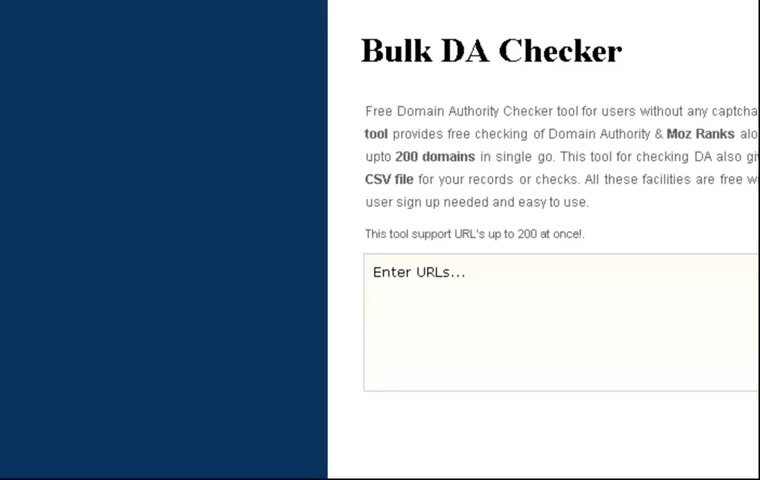 Bulk DA Checker
Free Domain Authority Checker tool for users without any captcha
tool provides free checking of Domain Authority & Moz Ranks alo
upto 200 domains in single go. This tool for checking DA also gi
CSV file for your records or checks. All these facilities are free w
user sign up needed and easy to use.
This tool support URL's up to 200 at once!.
Enter URLs...